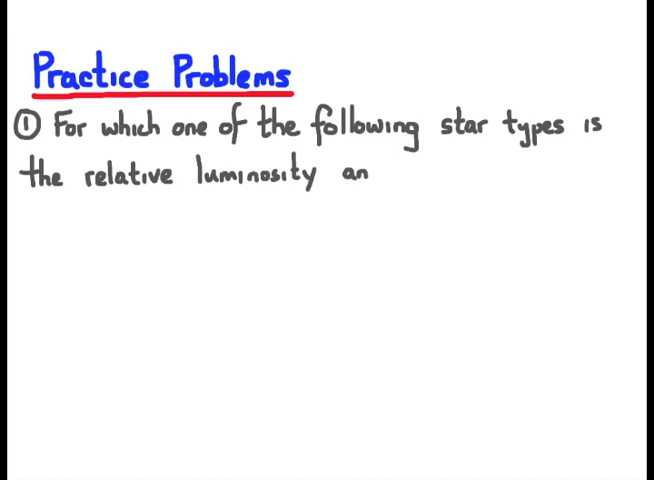 Practice Problems
① For which one of the following star types is
the relative luminosity an